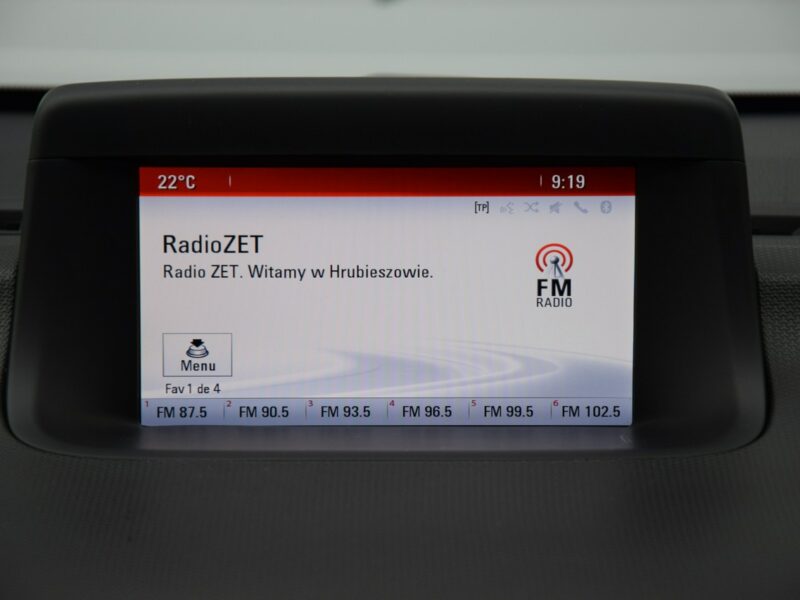 22°C 9:19
[TP]
RadioZET
Radio ZET. Witamy w Hrubieszowie.
FM
RADIO
Menu
Fav 1 de 4
1 FM 87.5 2 FM 90.5 3 FM 93.5 4 FM 96.5 5 FM 99.5 6 FM 102.5